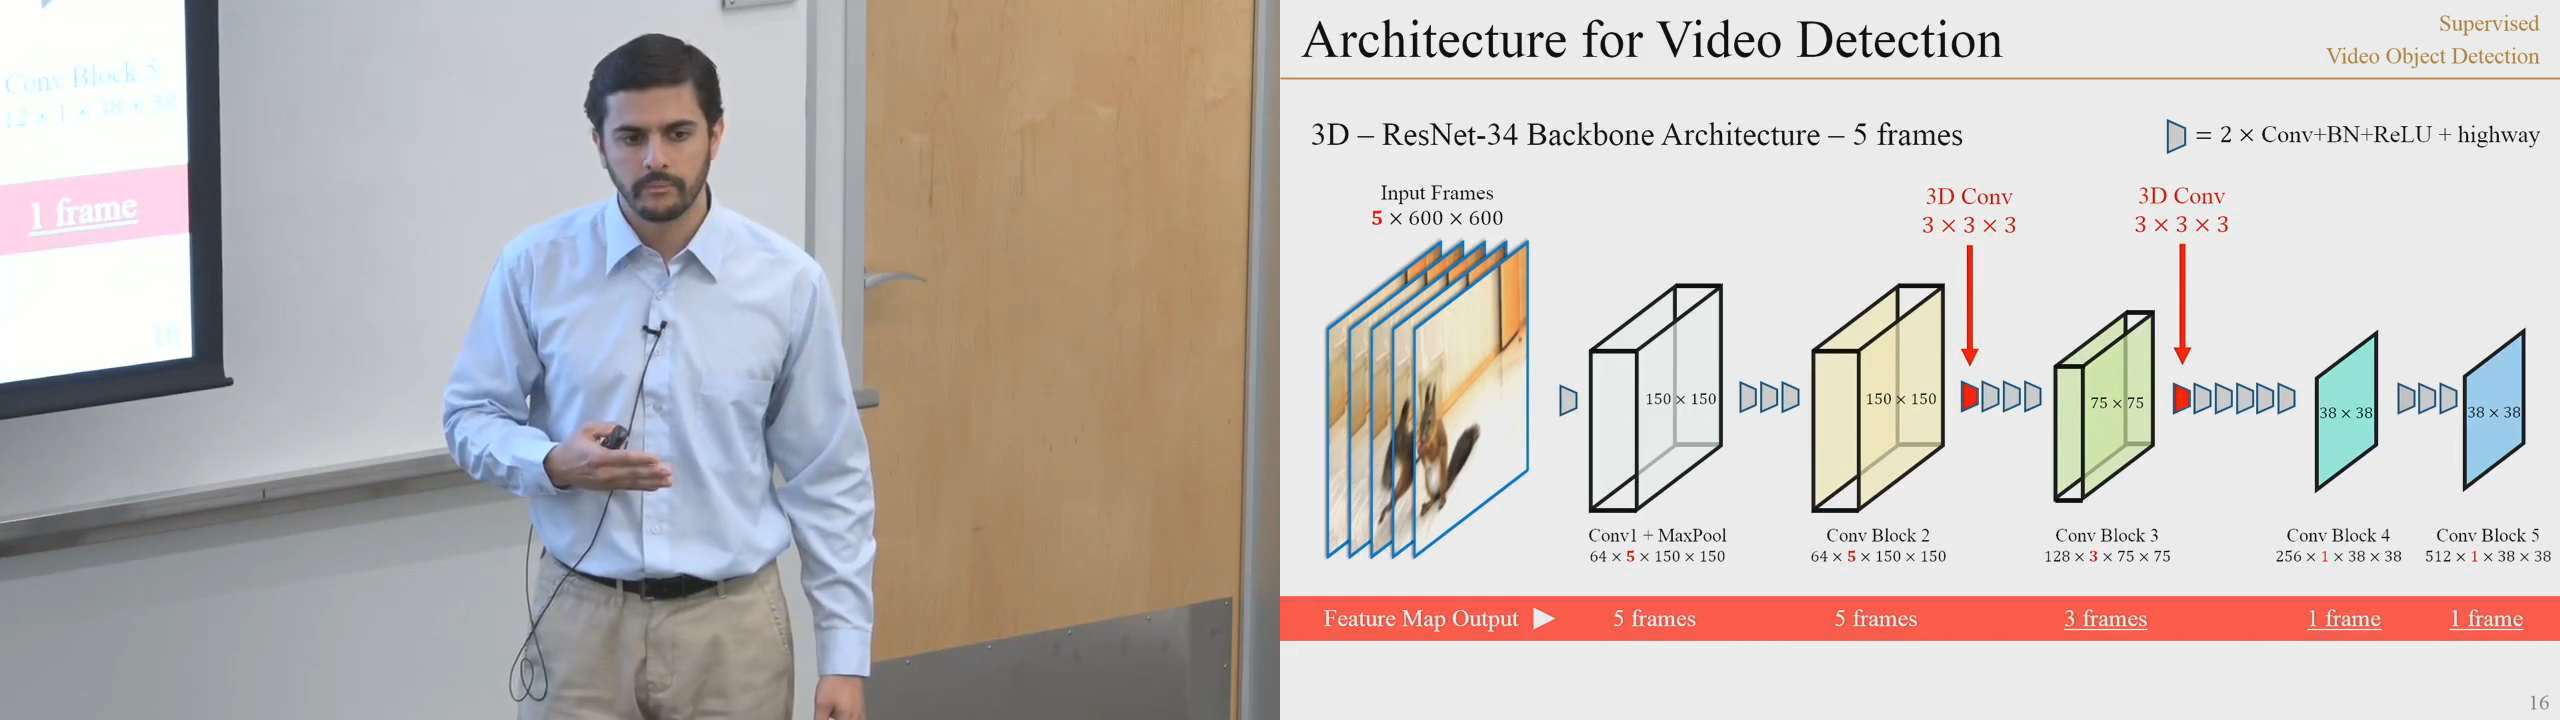 Conv Block 5
12 × 1 × 38 × 38
1 frame
16
Architecture for Video Detection
Supervised
Video Object Detection
3D – ResNet-34 Backbone Architecture – 5 frames
= 2 × Conv+BN+ReLU + highway
Input Frames
5 × 600 × 600
3D Conv
3 × 3 × 3
3D Conv
3 × 3 × 3
150 × 150
150 × 150
75 × 75
38 × 38
38 × 38
Conv1 + MaxPool
64 × 5 × 150 × 150
Conv Block 2
64 × 5 × 150 × 150
Conv Block 3
128 × 3 × 75 × 75
Conv Block 4
256 × 1 × 38 × 38
Conv Block 5
512 × 1 × 38 × 38
Feature Map Output ▶ 5 frames 5 frames 3 frames 1 frame 1 frame
16